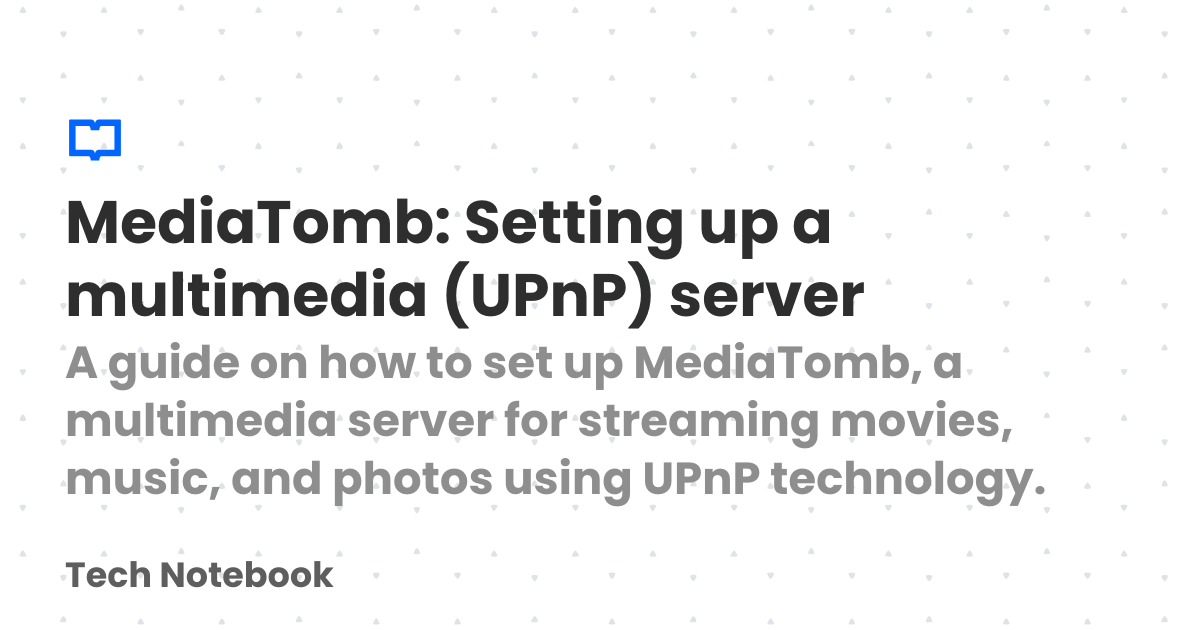 MediaTomb: Setting up a
multimedia (UPnP) server
A guide on how to set up MediaTomb, a
multimedia server for streaming movies,
music, and photos using UPnP technology.
Tech Notebook